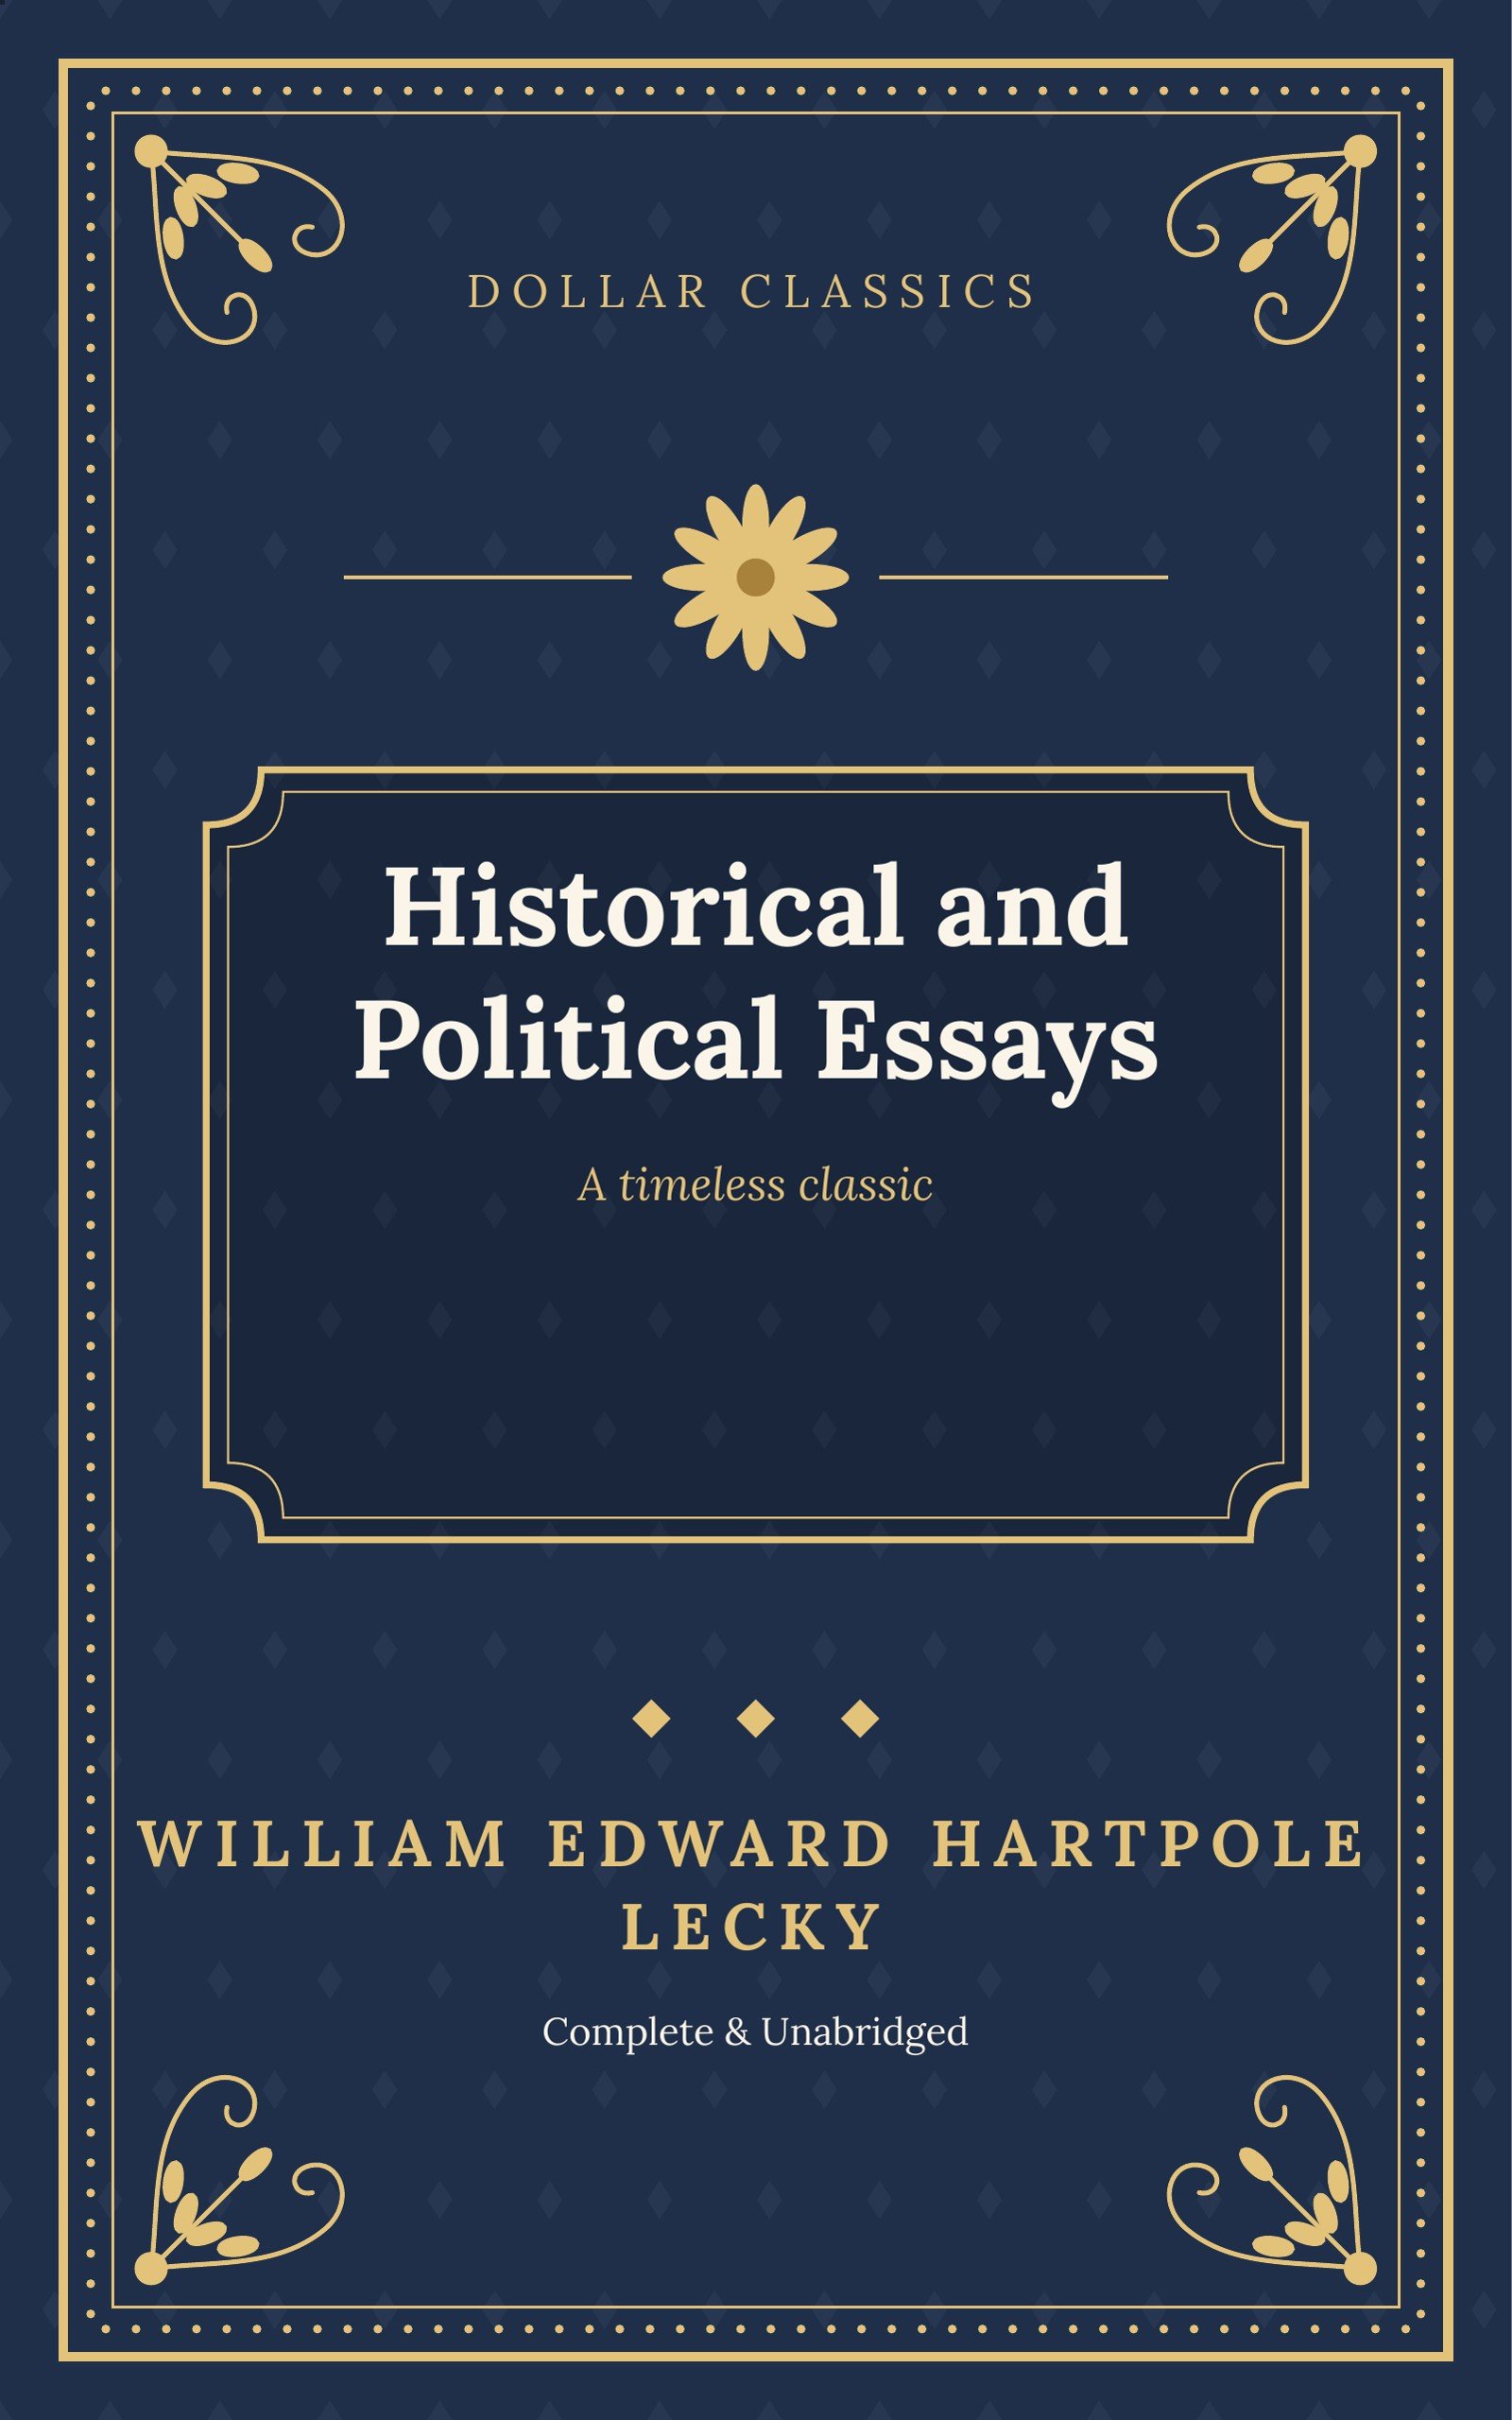 DOLLAR CLASSICS
Historical and
Political Essays
A timeless classic
WILLIAM EDWARD HARTPOLE
LECKY
Complete & Unabridged